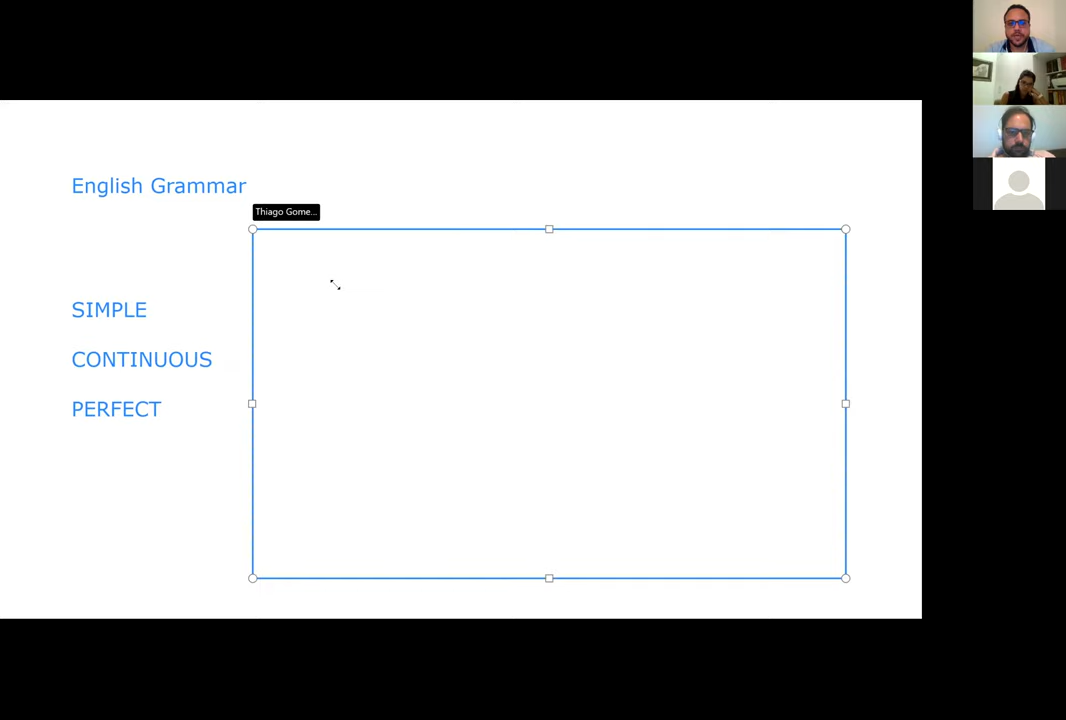 English Grammar
Thiago Gome...
SIMPLE
CONTINUOUS
PERFECT